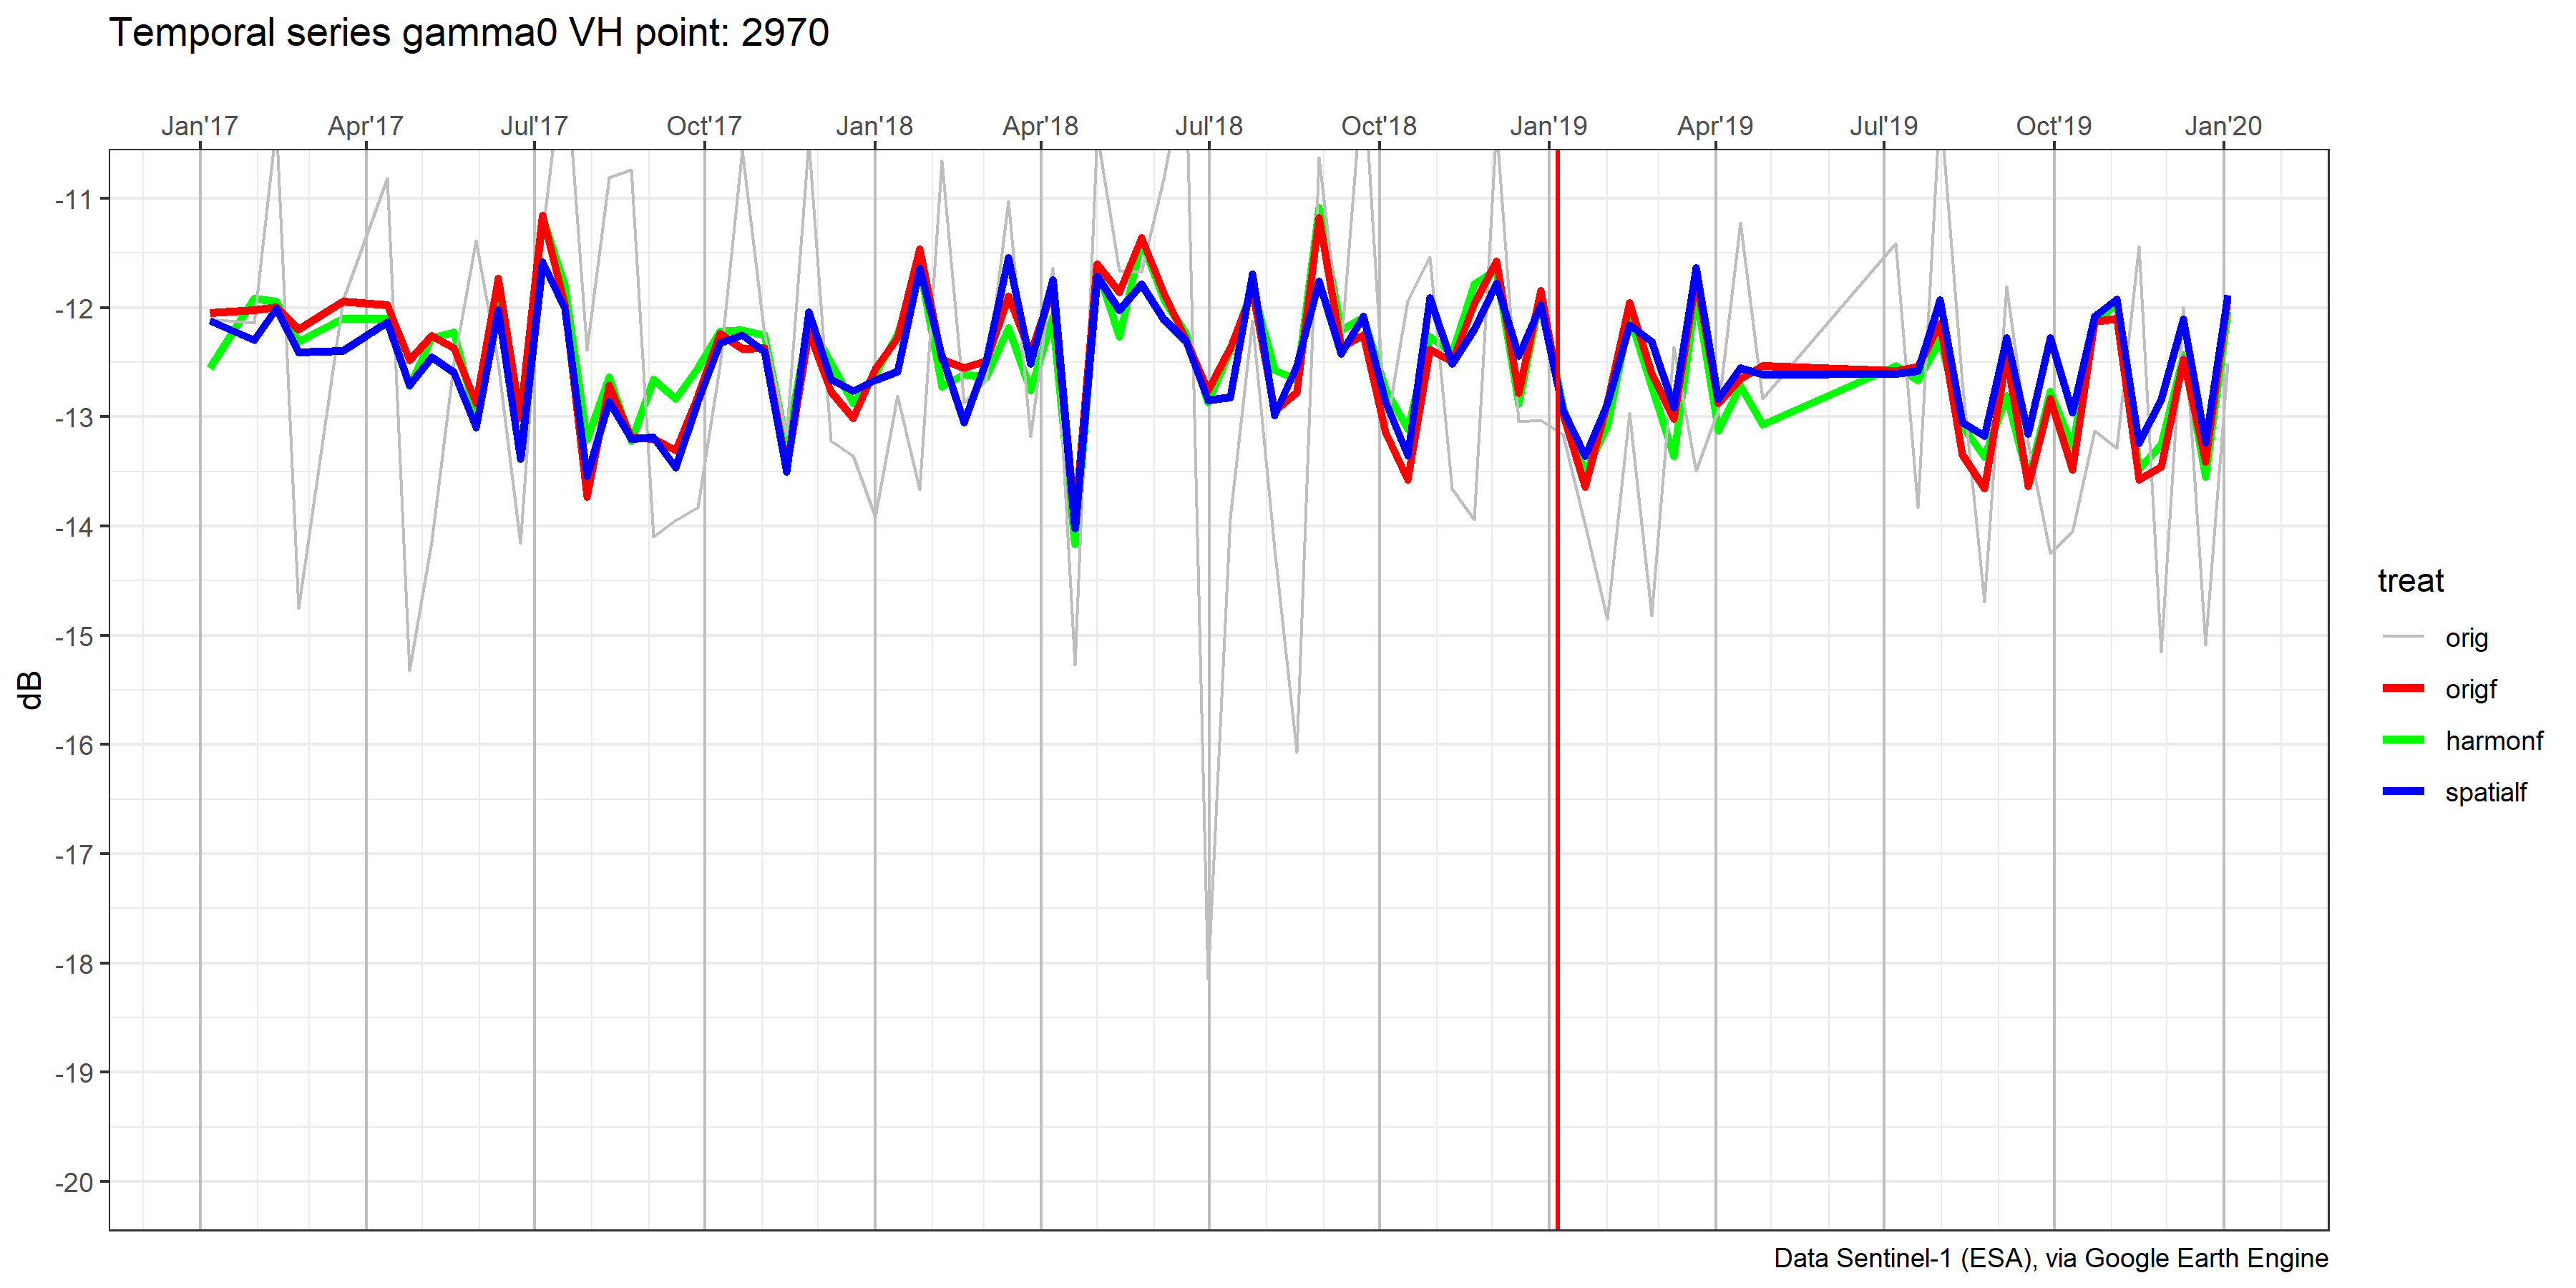 Temporal series gamma0 VH point: 2970
Jan'17 Apr'17 Jul'17 Oct'17 Jan'18 Apr'18 Jul'18 Oct'18 Jan'19 Apr'19 Jul'19 Oct'19 Jan'20
-11
-12
-13
-14
-15
-16
-17
-18
-19
-20
dB
treat
orig
origf
harmonf
spatialf
Data Sentinel-1 (ESA), via Google Earth Engine